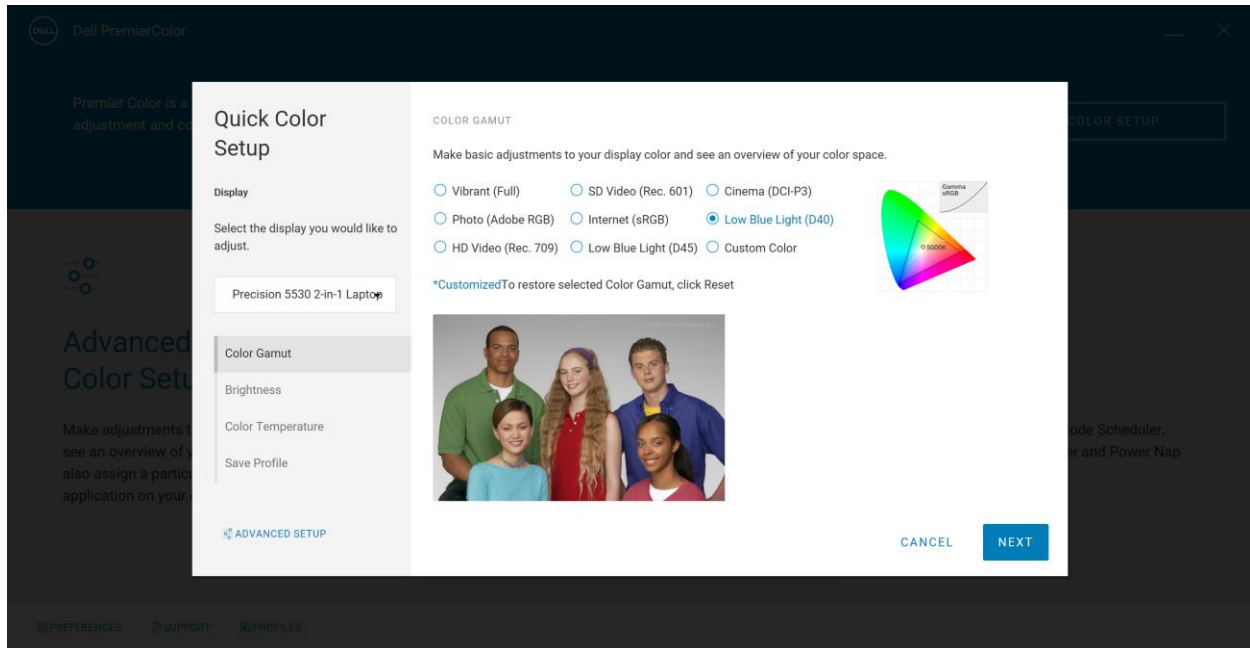 DELL
Dell PremierColor
Premier Color is a
adjustment and co
COLOR SETUP
Quick Color
Setup
Display
Select the display you would like to
adjust.
Precision 5530 2-in-1 Laptop
Color Gamut
Brightness
Color Temperature
Save Profile
ADVANCED SETUP
COLOR GAMUT
Make basic adjustments to your display color and see an overview of your color space.
Vibrant (Full) SD Video (Rec. 601) Cinema (DCI-P3)
Photo (Adobe RGB) Internet (sRGB) Low Blue Light (D40)
HD Video (Rec. 709) Low Blue Light (D45) Custom Color
*CustomizedTo restore selected Color Gamut, click Reset
Gamma
sRGB
5000K
CANCEL NEXT
Advanced
Color Setu
Make adjustments t
see an overview of y
also assign a partic
application on your
ode Scheduler,
er and Power Nap
PREFERENCES SUPPORT PROFILES